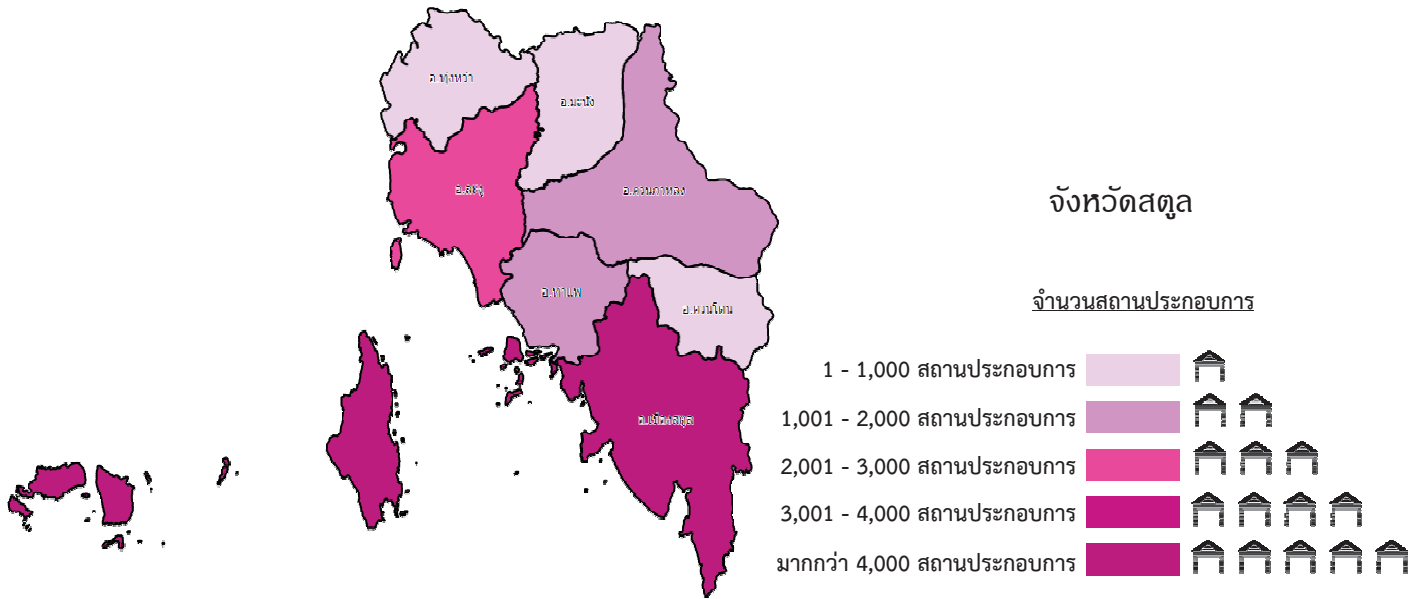 อ.ทุ่งหว้า
อ.มะนัง
อ.ละงู
อ.ควนกาหลง
อ.ท่าแพ
อ.ควนโดน
อ.เมืองสตูล
จังหวัดสตูล
จำนวนสถานประกอบการ
1 - 1,000 สถานประกอบการ
1,001 - 2,000 สถานประกอบการ
2,001 - 3,000 สถานประกอบการ
3,001 - 4,000 สถานประกอบการ
มากกว่า 4,000 สถานประกอบการ